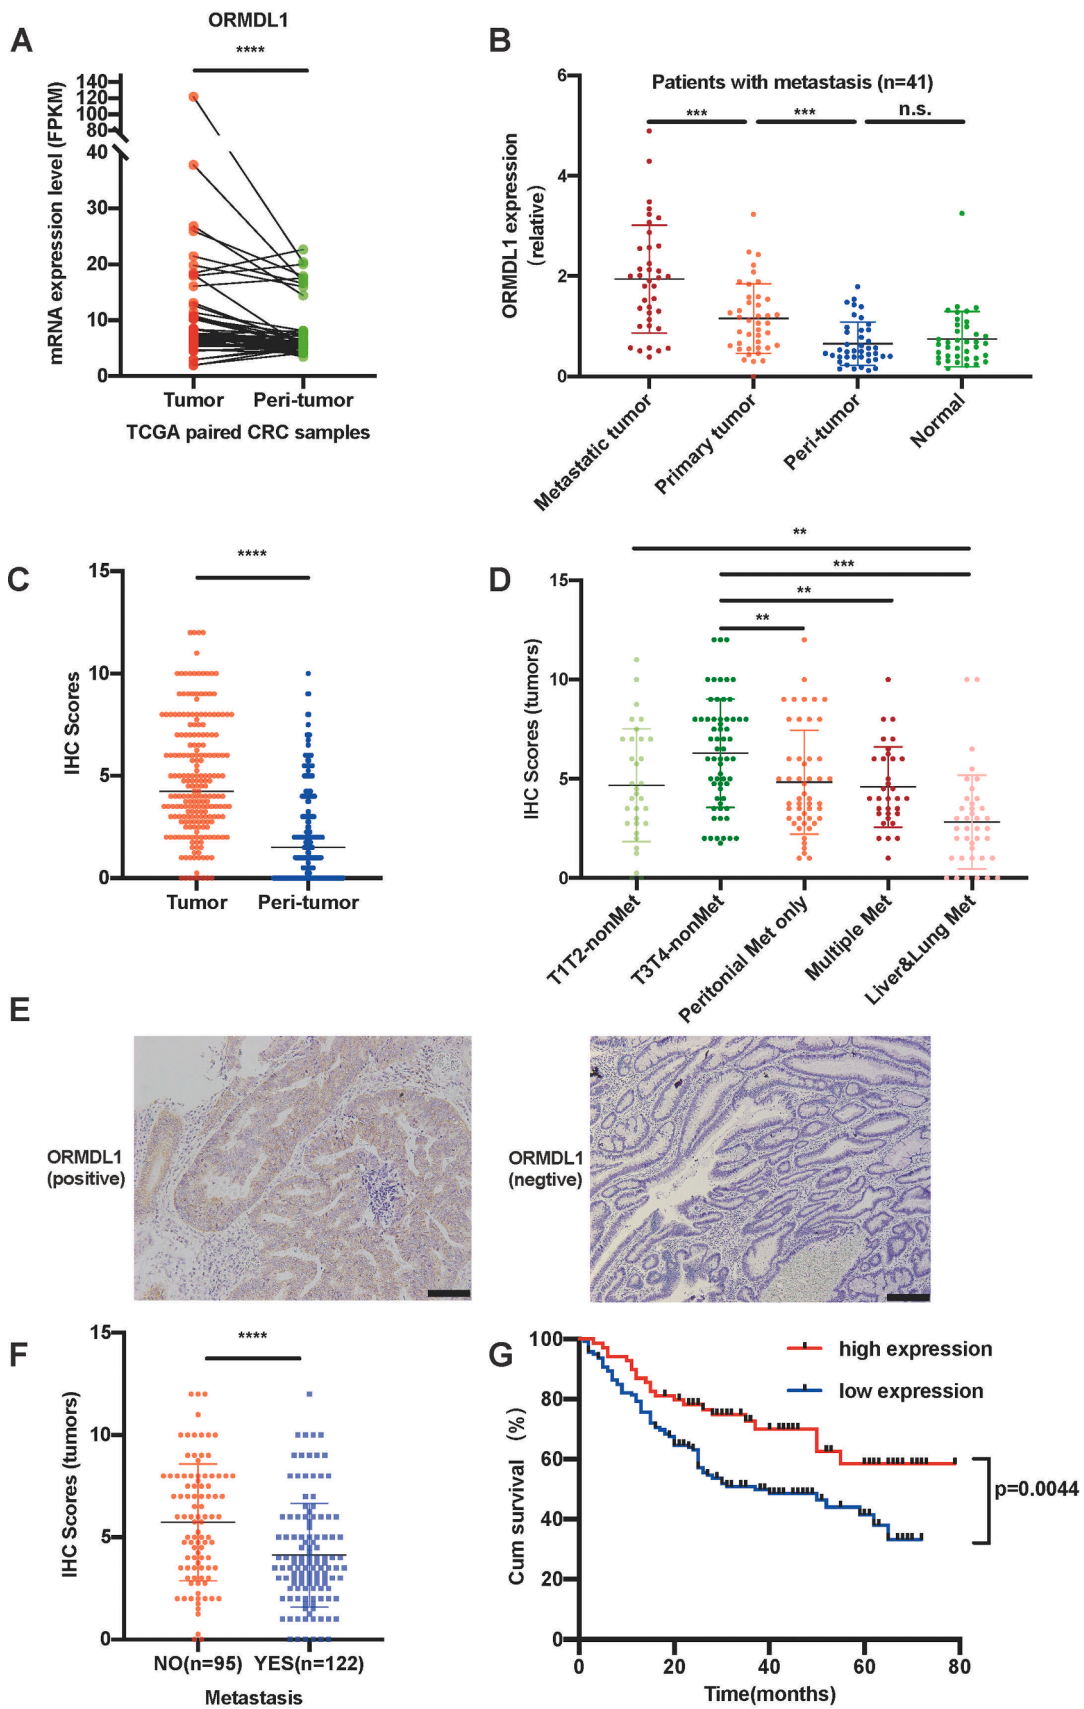 A
ORMDL1
****
mRNA expression level (FPKM)
140
120
100
80
40
30
20
10
0
Tumor Peri-tumor
TCGA paired CRC samples
B
Patients with metastasis (n=41)
*** *** n.s.
ORMDL1 expression
(relative)
6
4
2
0
Metastatic tumor
Primary tumor
Peri-tumor
Normal
C
****
IHC Scores
15
10
5
0
Tumor Peri-tumor
D
**
***
**
**
IHC Scores (tumors)
15
10
5
0
T1T2-nonMet
T3T4-nonMet
Peritonial Met only
Multiple Met
Liver&Lung Met
E
ORMDL1
(positive)
ORMDL1
(negtive)
F
****
IHC Scores (tumors)
15
10
5
0
NO(n=95) YES(n=122)
Metastasis
G
high expression
low expression
Cum survival (%)
100
80
60
40
20
0
p=0.0044
0 20 40 60 80
Time(months)